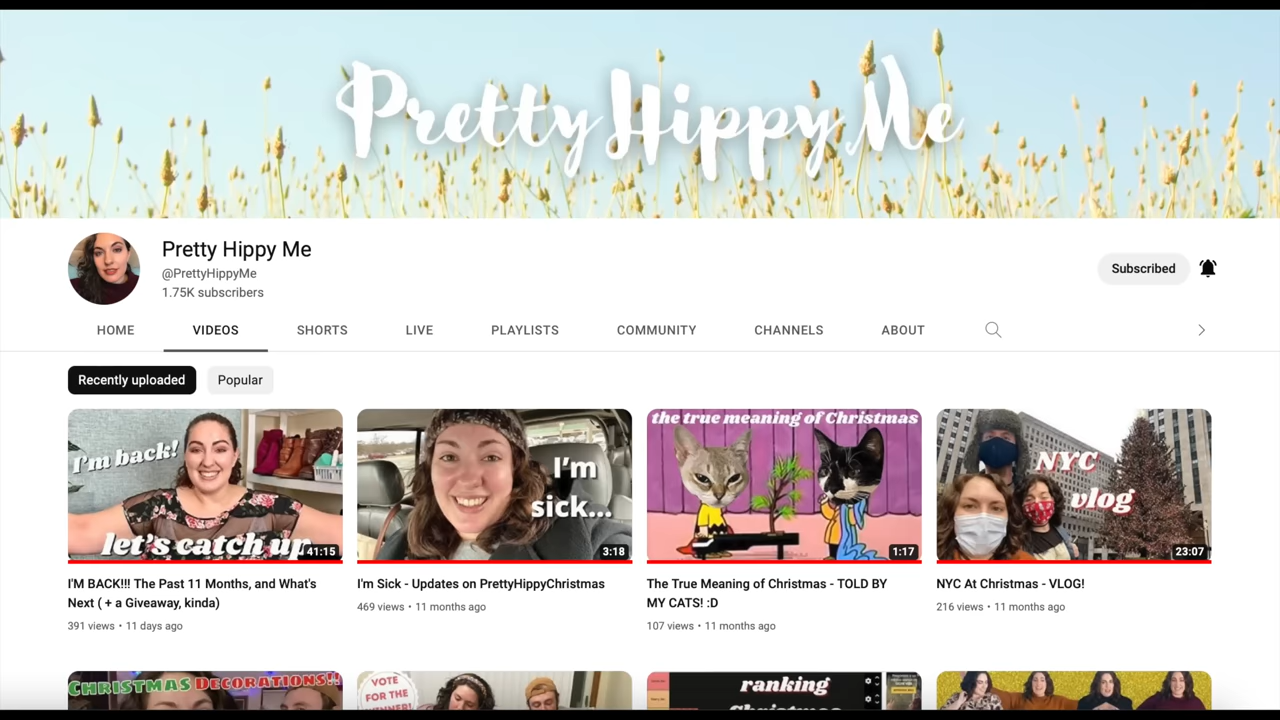 PrettyHippyMe
Pretty Hippy Me
@PrettyHippyMe
1.75K subscribers
Subscribed
HOME
VIDEOS
SHORTS
LIVE
PLAYLISTS
COMMUNITY
CHANNELS
ABOUT
Recently uploaded
Popular
I'm back!
let's catch up
41:15
I'm
sick...
3:18
the true meaning of Christmas
1:17
NYC
vlog
23:07
I'M BACK!!! The Past 11 Months, and What's
Next ( + a Giveaway, kinda)
391 views • 11 days ago
I'm Sick - Updates on PrettyHippyChristmas
469 views • 11 months ago
The True Meaning of Christmas - TOLD BY
MY CATS! :D
107 views • 11 months ago
NYC At Christmas - VLOG!
216 views • 11 months ago
CHRISTMAS DECORATIONS!!
VOTE
FOR THE
WINNER!
ranking
Christmas